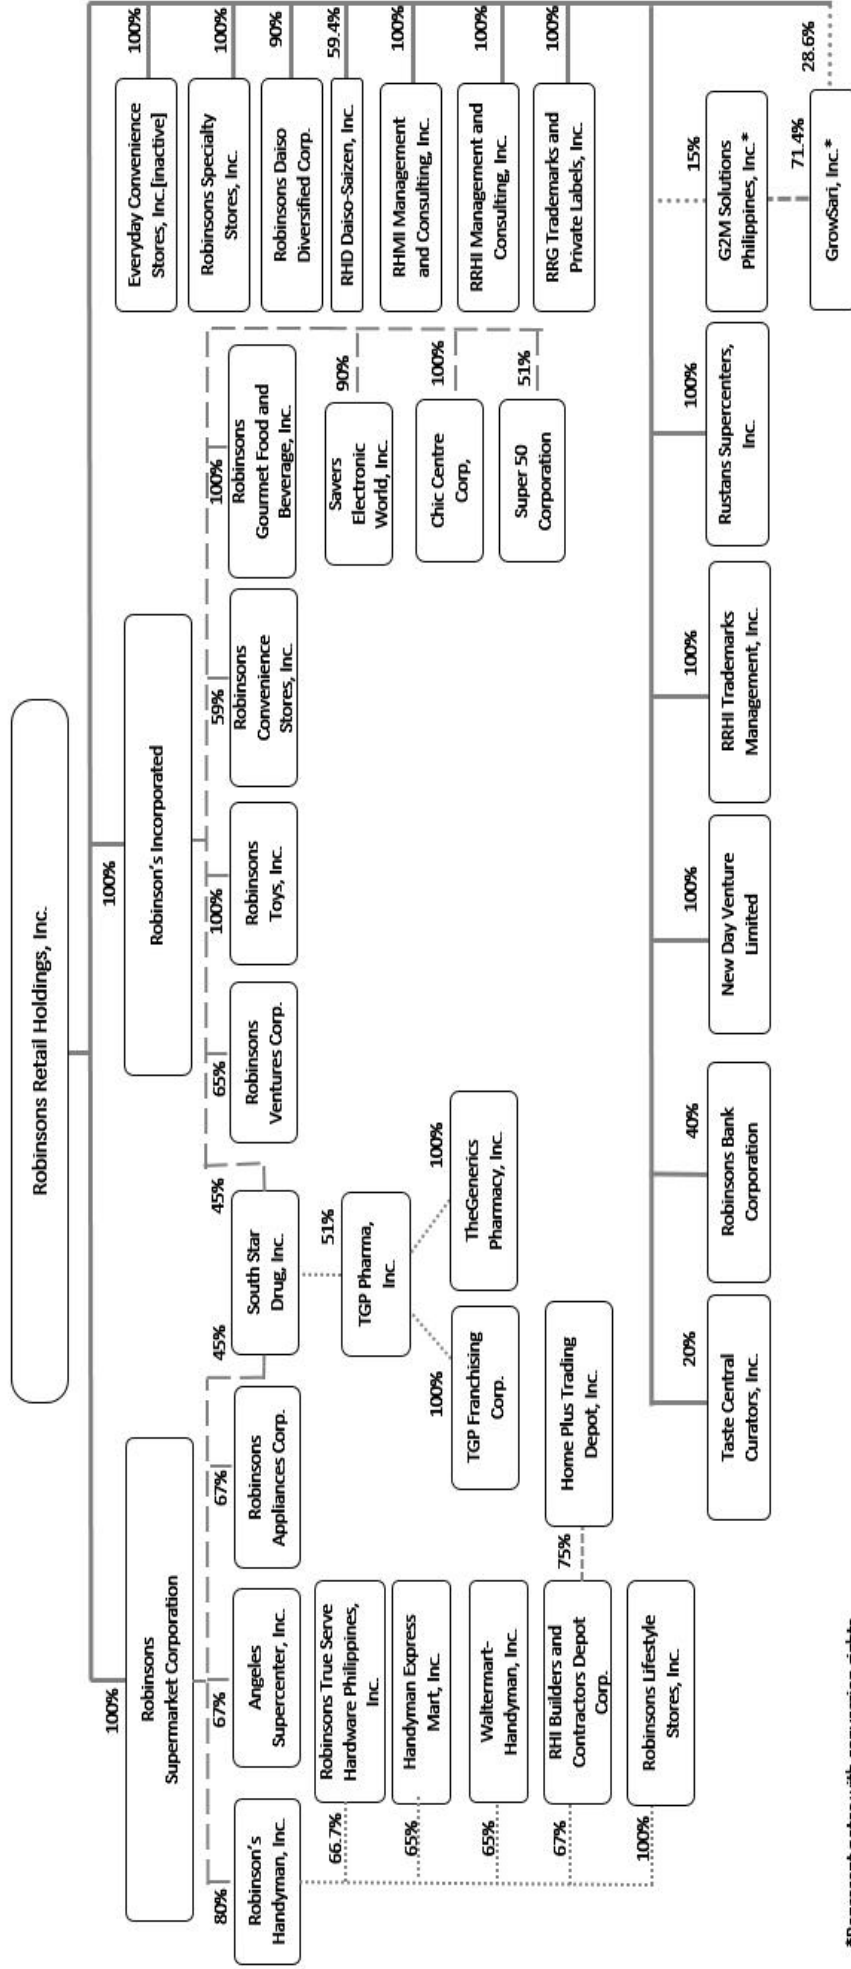 Robinsons Retail Holdings, Inc.
100%
Robinsons
Supermarket Corporation
100%
Robinson's Incorporated
80%
Robinson's
Handyman, Inc.
67%
Angeles
Supercenter, Inc.
67%
Robinsons
Appliances Corp.
45%
45%
South Star
Drug, Inc.
65%
Robinsons
Ventures Corp.
100%
Robinsons
Toys, Inc.
59%
Robinsons
Convenience
Stores, Inc.
100%
Robinsons
Gourmet Food and
Beverage, Inc.
66.7%
Robinsons True Serve
Hardware Philippines,
Inc.
65%
Handyman Express
Mart, Inc.
65%
Waltermart-
Handyman, Inc.
67%
RHI Builders and
Contractors Depot
Corp.
75%
Home Plus Trading
Depot, Inc.
100%
Robinsons Lifestyle
Stores, Inc.
51%
TGP Pharma,
Inc.
100%
TGP Franchising
Corp.
100%
TheGenerics
Pharmacy, Inc.
90%
Savers
Electronic
World, Inc.
100%
Chic Centre
Corp,
51%
Super 50
Corporation
100%
Everyday Convenience
Stores, Inc.[inactive]
100%
Robinsons Specialty
Stores, Inc.
90%
Robinsons Daiso
Diversified Corp.
59.4%
RHD Daiso-Saizen, Inc.
100%
RHMI Management
and Consulting, Inc.
100%
RRHI Management and
Consulting, Inc.
100%
RRG Trademarks and
Private Labels, Inc.
20%
Taste Central
Curators, Inc.
40%
Robinsons Bank
Corporation
100%
New Day Venture
Limited
100%
RRHI Trademarks
Management, Inc.
100%
Rustans Supercenters,
Inc.
15%
G2M Solutions
Philippines, Inc.*
71.4%
28.6%
GrowSari, Inc.*